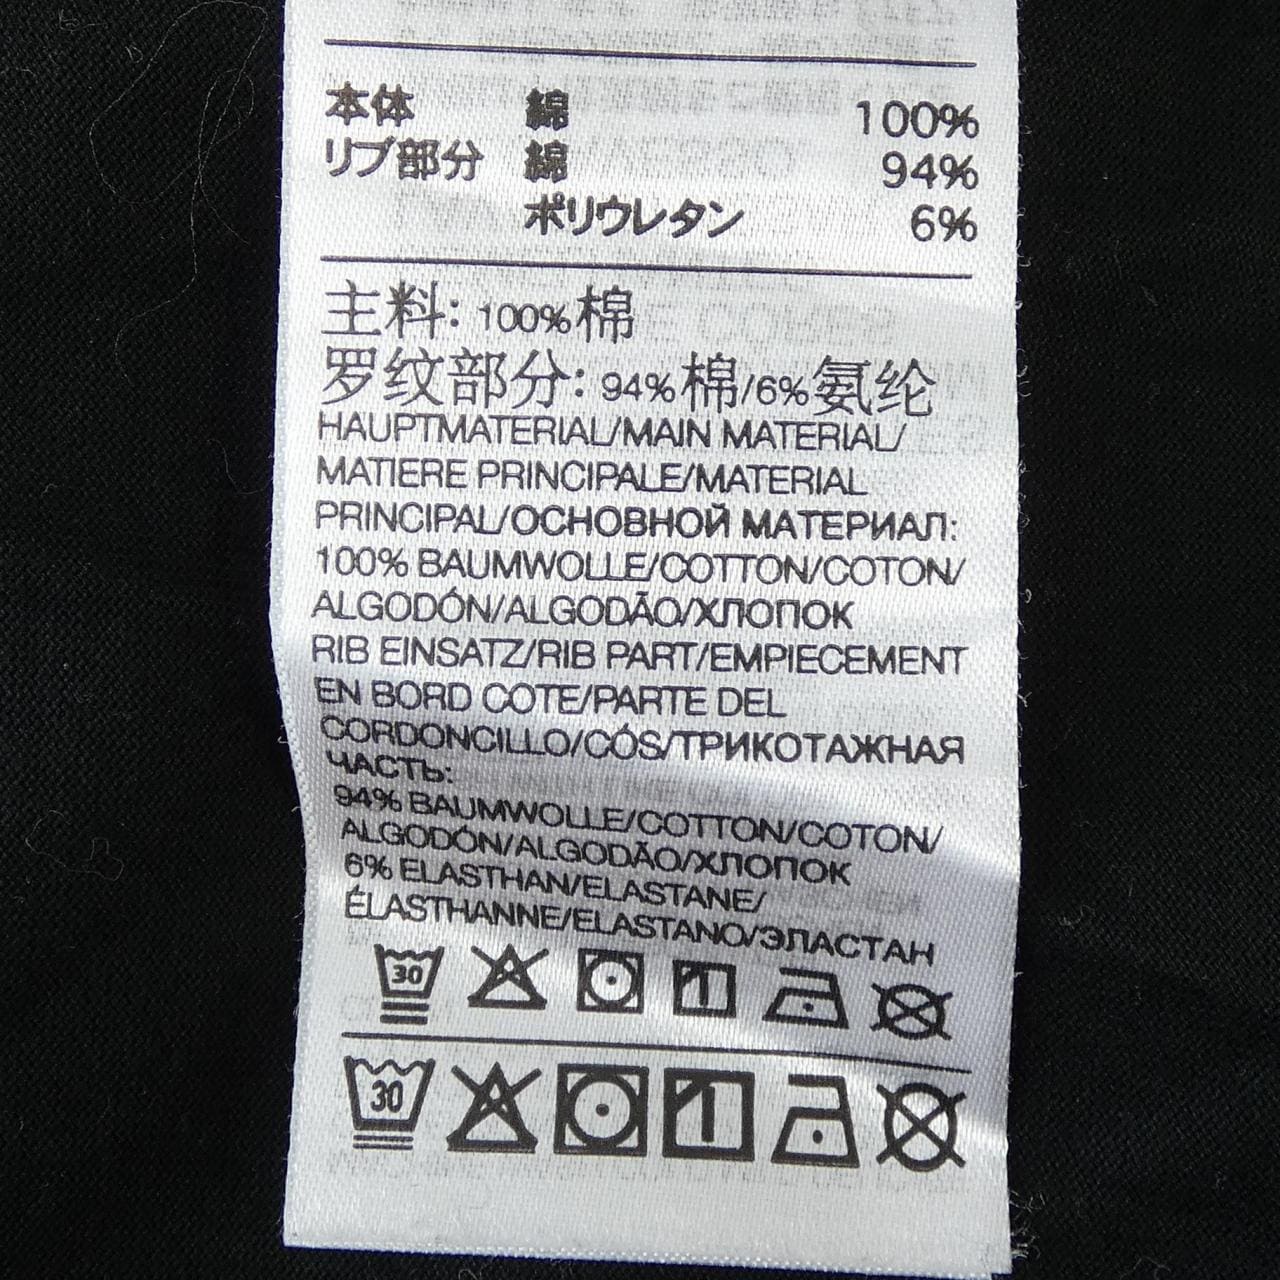 本体 綿 100%
リブ部分 綿 94%
ポリウレタン 6%
主料: 100%棉
罗纹部分: 94%棉/6%氨纶
HAUPTMATERIAL/MAIN MATERIAL/
MATIERE PRINCIPALE/MATERIAL
PRINCIPAL/ОСНОВНОЙ МАТЕРИАЛ:
100% BAUMWOLLE/COTTON/COTON/
ALGODÓN/ALGODÃO/ХЛОПОК
RIB EINSATZ/RIB PART/EMPIECEMENT
EN BORD COTE/PARTE DEL
CORDONCILLO/CÓS/ТРИКОТАЖНАЯ
ЧАСТЬ:
94% BAUMWOLLE/COTTON/COTON/
ALGODÓN/ALGODÃO/ХЛОПОК
6% ELASTHAN/ELASTANE/
ÉLASTHANNE/ELASTANO/ЭЛАСТАН
30
30